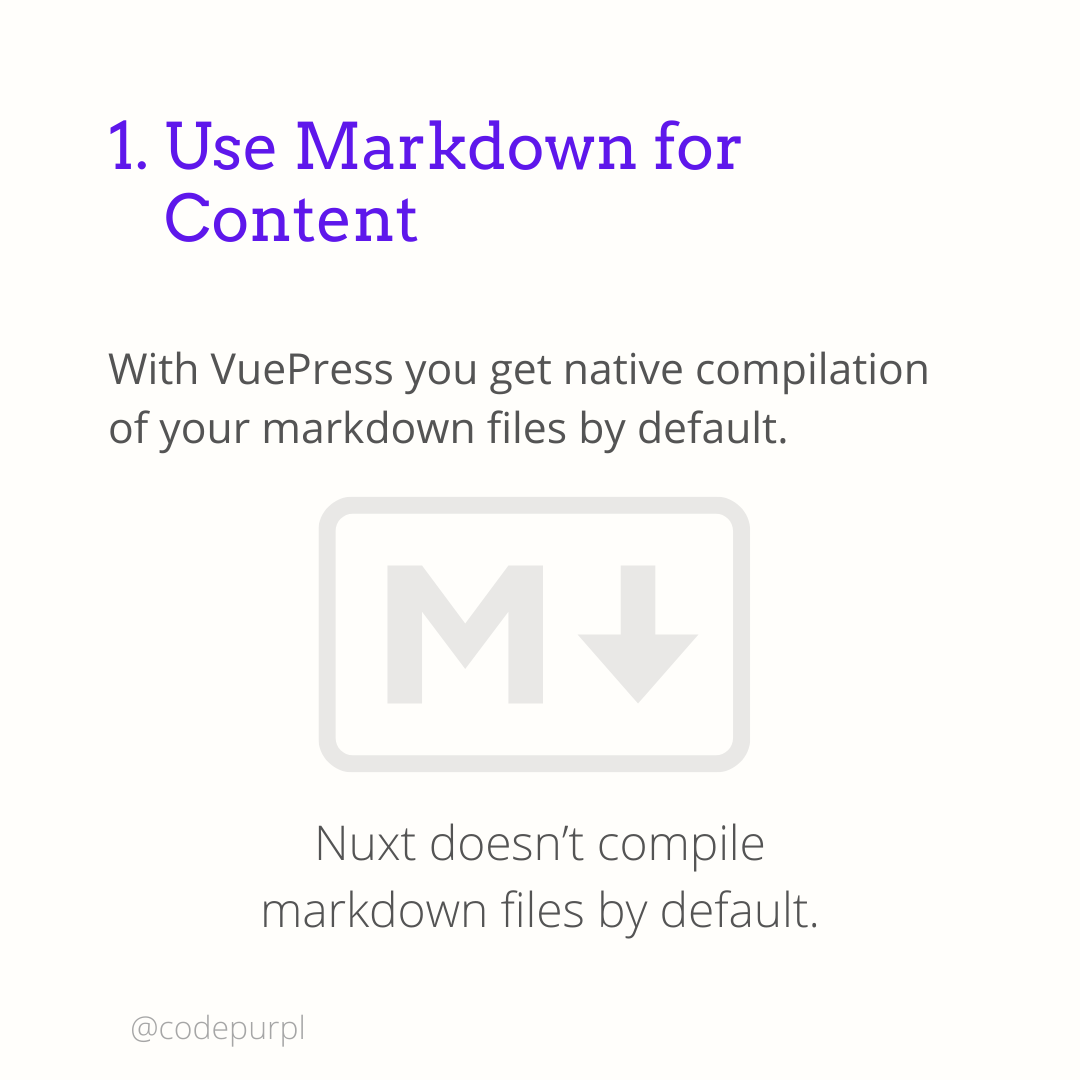 1. Use Markdown for
Content
With VuePress you get native compilation
of your markdown files by default.
M
Nuxt doesn’t compile
markdown files by default.
@codepurpl